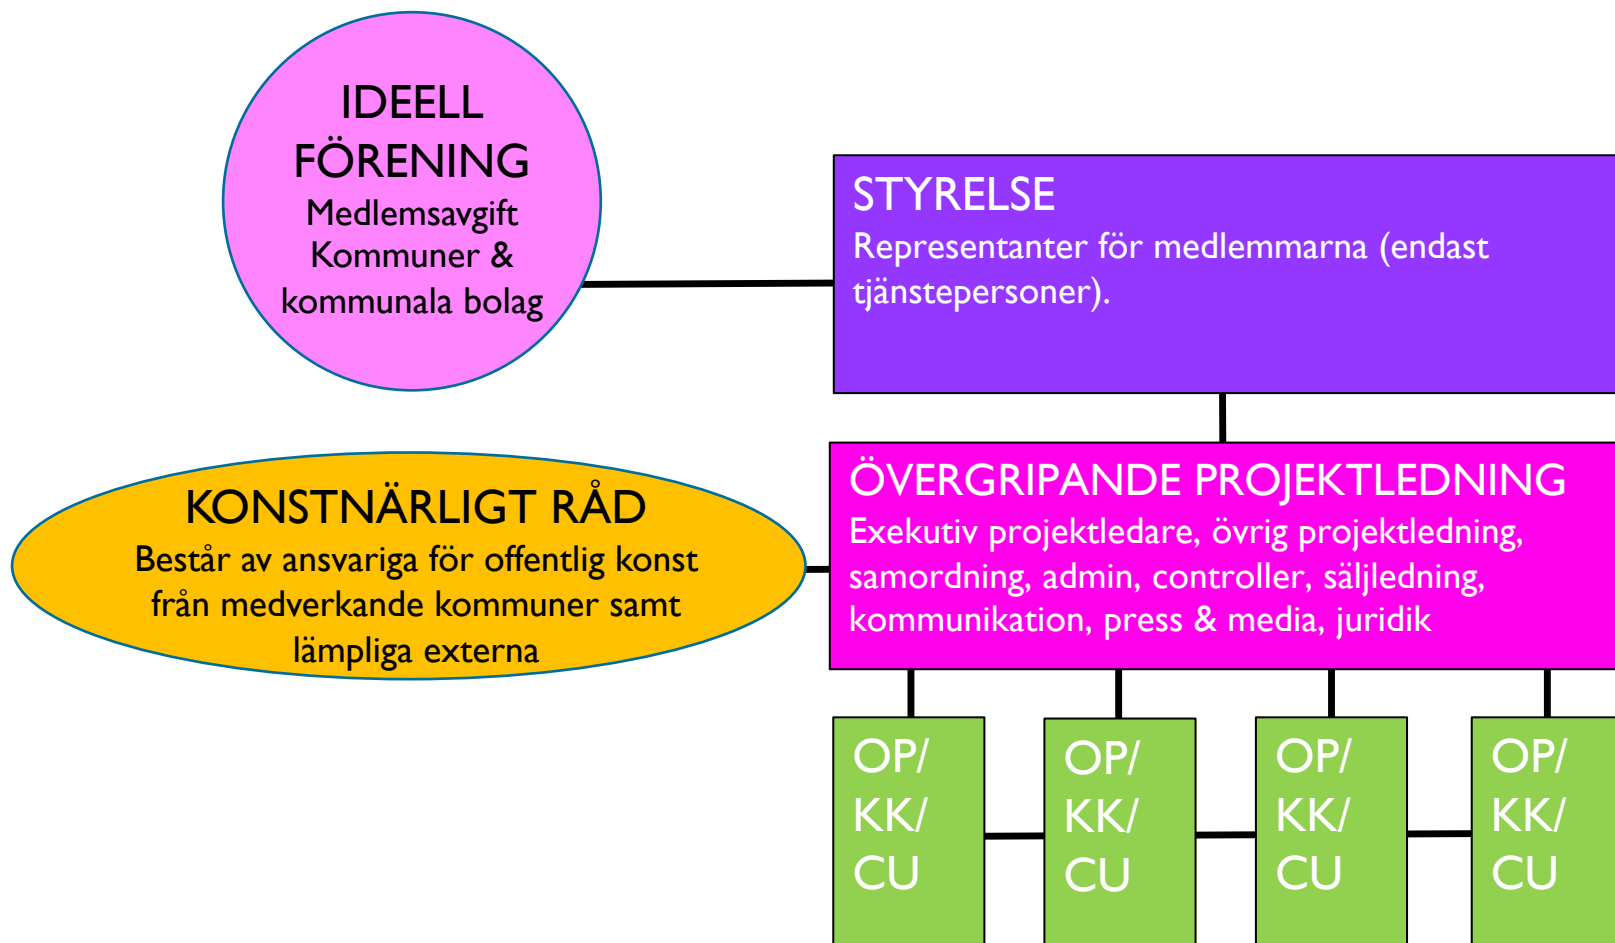 IDEELL
FÖRENING
Medlemsavgift
Kommuner &
kommunala bolag
STYRELSE
Representanter för medlemmarna (endast
tjänstepersoner).
KONSTNÄRLIGT RÅD
Består av ansvariga för offentlig konst
från medverkande kommuner samt
lämpliga externa
ÖVERGRIPANDE PROJEKTLEDNING
Exekutiv projektledare, övrig projektledning,
samordning, admin, controller, säljledning,
kommunikation, press & media, juridik
OP/
KK/
CU
OP/
KK/
CU
OP/
KK/
CU
OP/
KK/
CU